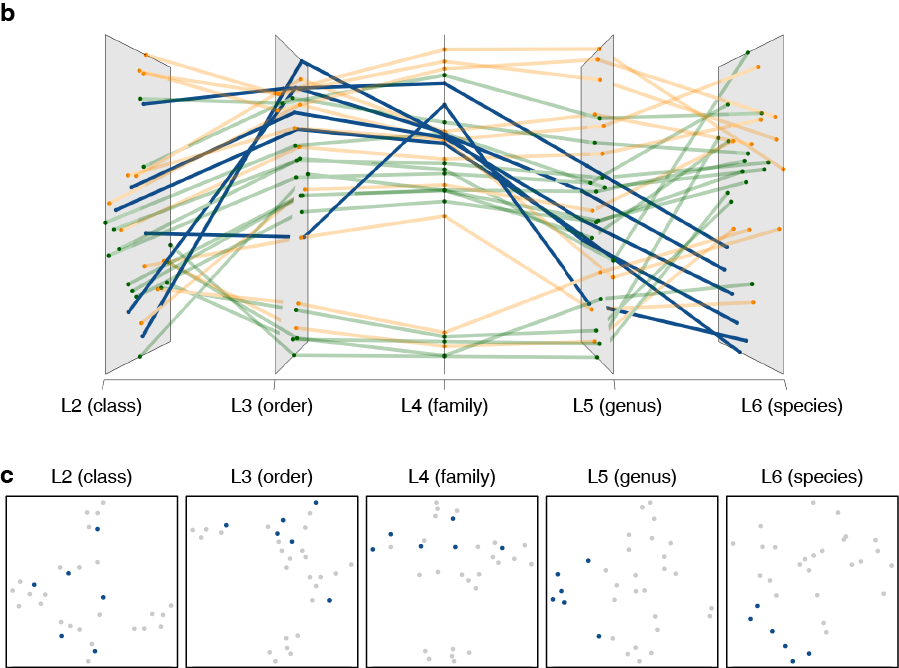 b
L2 (class) L3 (order) L4 (family) L5 (genus) L6 (species)
c
L2 (class) L3 (order) L4 (family) L5 (genus) L6 (species)